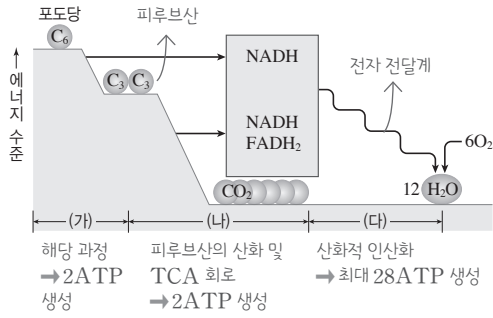 포도당
피루브산
C₆
NADH
전자 전달계
C₃ C₃
에너지 수준
NADH
FADH₂
6O₂
CO₂
12 H₂O
(가) (나) (다)
해당 과정
➡2ATP
생성
피루브산의 산화 및
TCA 회로
➡2ATP 생성
산화적 인산화
➡최대 28ATP 생성